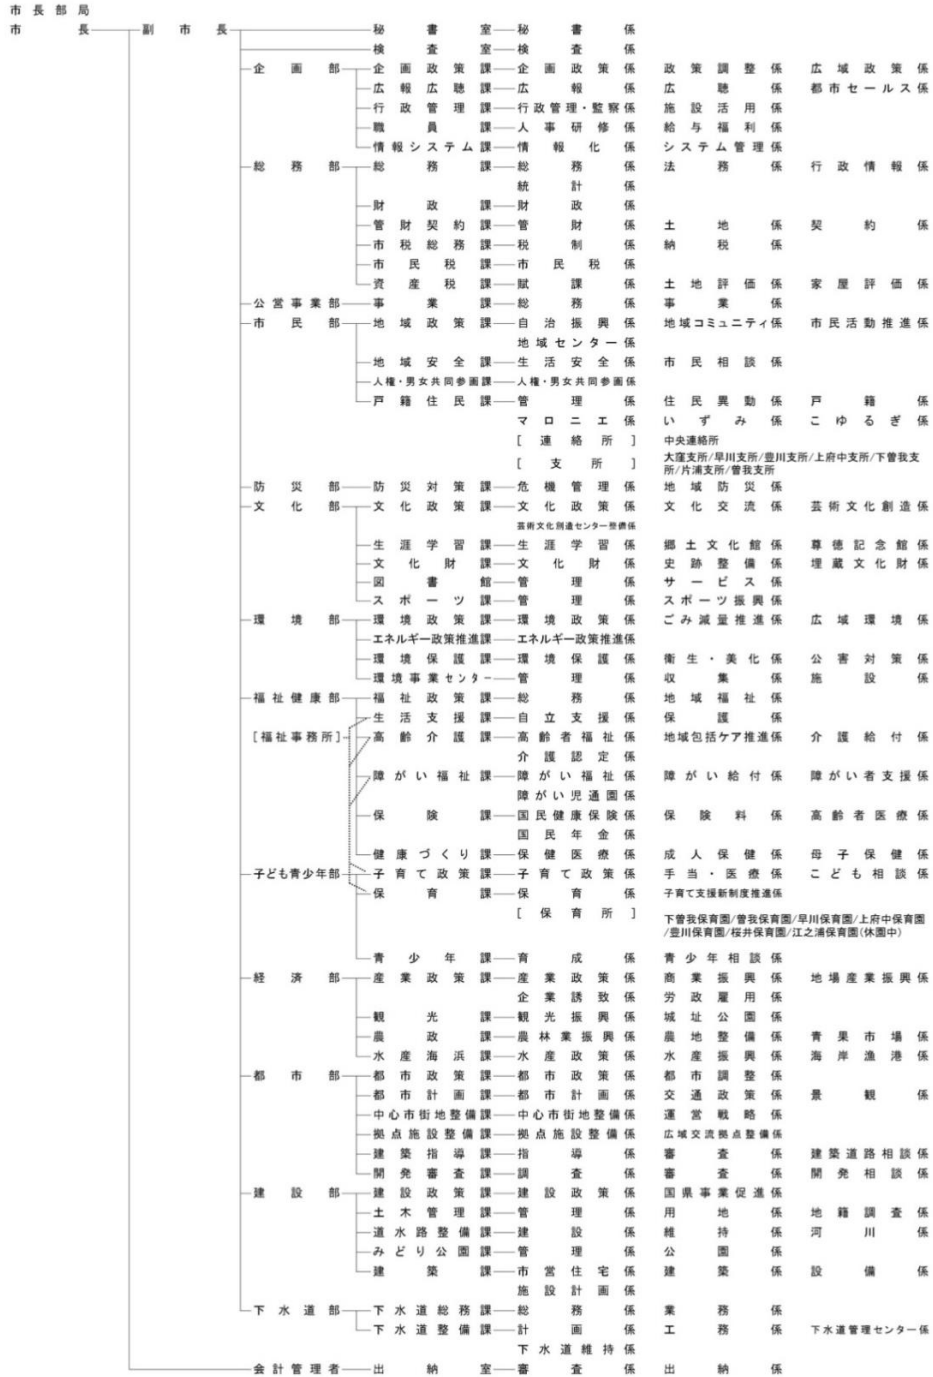 市長部局
市長 副市長 秘書室 秘書係
検査室 検査係
企画部 企画政策課 企画政策係 政策調整係 広域政策係
広報広聴課 広報係 広聴係 都市セールス係
行政管理課 行政管理・監察係 施設活用係
職員課 人事研修係 給与福利係
情報システム課 情報化係 システム管理係
総務部 総務課 総務係 法務係 行政情報係
統計係
財政課 財政係
管財契約課 管財係 土地係 契約係
市税総務課 税制係 納税係
市民税課 市民税係
資産税課 賦課係 土地評価係 家屋評価係
公営事業部 事業課 総務係 事業係
市民部 地域政策課 自治振興係 地域コミュニティ係 市民活動推進係
地域センター係
地域安全課 生活安全係 市民相談係
人権・男女共同参画課 人権・男女共同参画係
戸籍住民課 管理係 住民異動係 戸籍係
マロニエ係 いずみ係 こゆるぎ係
[連絡所] 中央連絡所
[支所] 大窪支所/早川支所/豊川支所/上府中支所/下曽我支
所/片浦支所/曽我支所
防災部 防災対策課 危機管理係 地域防災係
文化部 文化政策課 文化政策係 文化交流係 芸術文化創造係
芸術文化創造センター整備係
生涯学習課 生涯学習係 郷土文化館係 尊徳記念館係
文化財課 文化財係 史跡整備係 埋蔵文化財係
図書館 管理係 サービス係
スポーツ課 管理係 スポーツ振興係
環境部 環境政策課 環境政策係 ごみ減量推進係 広域環境係
エネルギー政策推進課 エネルギー政策推進係
環境保護課 環境保護係 衛生・美化係 公害対策係
環境事業センター 管理係 収集係 施設係
福祉健康部 福祉政策課 総務係 地域福祉係
生活支援課 自立支援係 保護係
[福祉事務所] 高齢介護課 高齢者福祉係 地域包括ケア推進係 介護給付係
介護認定係
障がい福祉課 障がい福祉係 障がい給付係 障がい者支援係
障がい児通園係
保険課 国民健康保険係 保険料係 高齢者医療係
国民年金係
健康づくり課 保健医療係 成人保健係 母子保健係
子ども青少年部 子育て政策課 子育て政策係 手当・医療係 こども相談係
保育課 保育係 子育て支援新制度推進係
[保育所] 下曽我保育園/曽我保育園/早川保育園/上府中保育園
/豊川保育園/桜井保育園/江之浦保育園(休園中)
青少年課 育成係 青少年相談係
経済部 産業政策課 産業政策係 商業振興係 地場産業振興係
企業誘致係 労政雇用係
観光課 観光振興係 城址公園係
農政課 農林業振興係 農地整備係 青果市場係
水産海浜課 水産政策係 水産振興係 海岸漁港係
都市部 都市政策課 都市政策係 都市調整係
都市計画課 都市計画係 交通政策係 景観係
中心市街地整備課 中心市街地整備係 運営戦略係
拠点施設整備課 拠点施設整備係 広域交流拠点整備係
建築指導課 指導係 審査係 建築道路相談係
開発審査課 調査係 審査係 開発相談係
建設部 建設政策課 建設政策係 国県事業促進係
土木管理課 管理係 用地係 地籍調査係
道水路整備課 建設係 維持係 河川係
みどり公園課 管理係 公園係
建築課 市営住宅係 建築係 設備係
施設計画係
下水道部 下水道総務課 総務係 業務係
下水道整備課 計画係 工務係 下水道管理センター係
下水道維持係
会計管理者 出納室 審査係 出納係